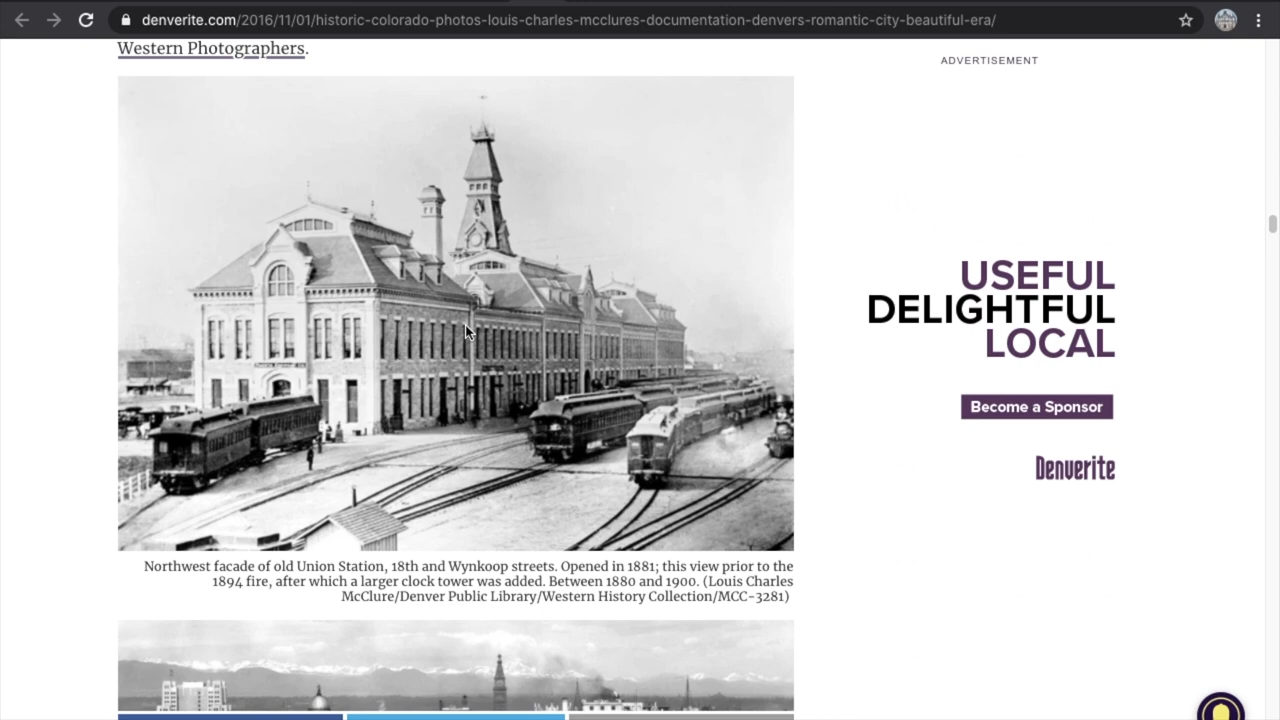 denverite.com/2016/11/01/historic-colorado-photos-louis-charles-mcclures-documentation-denvers-romantic-city-beautiful-era/
Western Photographers.
ADVERTISEMENT
USEFUL
DELIGHTFUL
LOCAL
Become a Sponsor
Denverite
Northwest facade of old Union Station, 18th and Wynkoop streets. Opened in 1881; this view prior to the
1894 fire, after which a larger clock tower was added. Between 1880 and 1900. (Louis Charles
McClure/Denver Public Library/Western History Collection/MCC-3281)